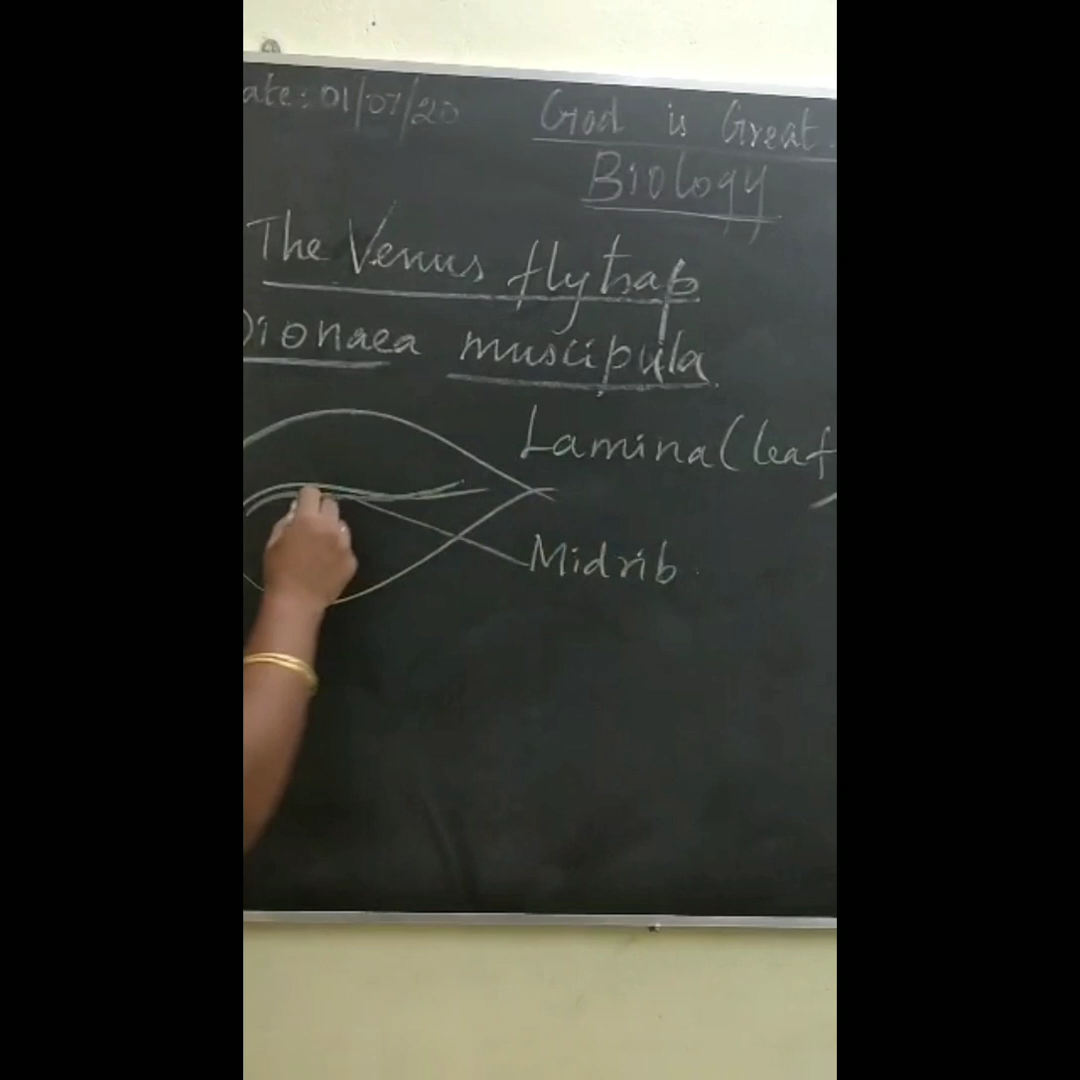 ate: 01/07/20 God is Great.
Biology
The Venus flytrap
Dionaea muscipula
Lamina (leaf
Midrib